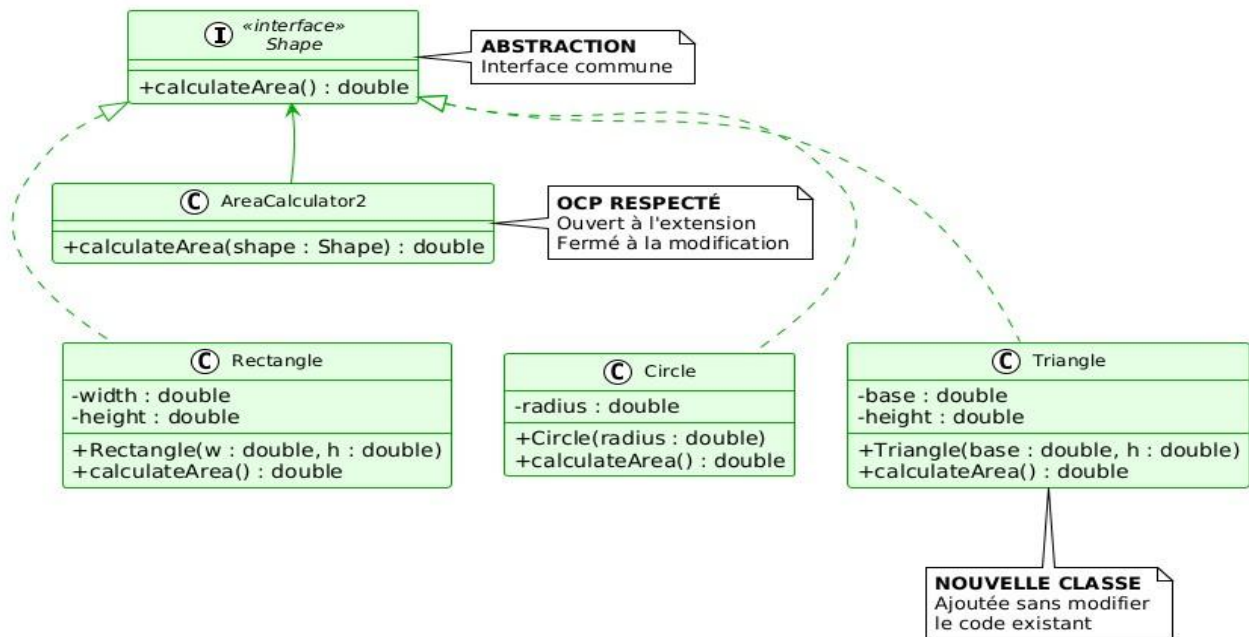 I «interface»
Shape
+calculateArea() : double
ABSTRACTION
Interface commune
C AreaCalculator2
+calculateArea(shape : Shape) : double
OCP RESPECTÉ
Ouvert à l'extension
Fermé à la modification
C Rectangle
-width : double
-height : double
+Rectangle(w : double, h : double)
+calculateArea() : double
C Circle
-radius : double
+Circle(radius : double)
+calculateArea() : double
C Triangle
-base : double
-height : double
+Triangle(base : double, h : double)
+calculateArea() : double
NOUVELLE CLASSE
Ajoutée sans modifier
le code existant